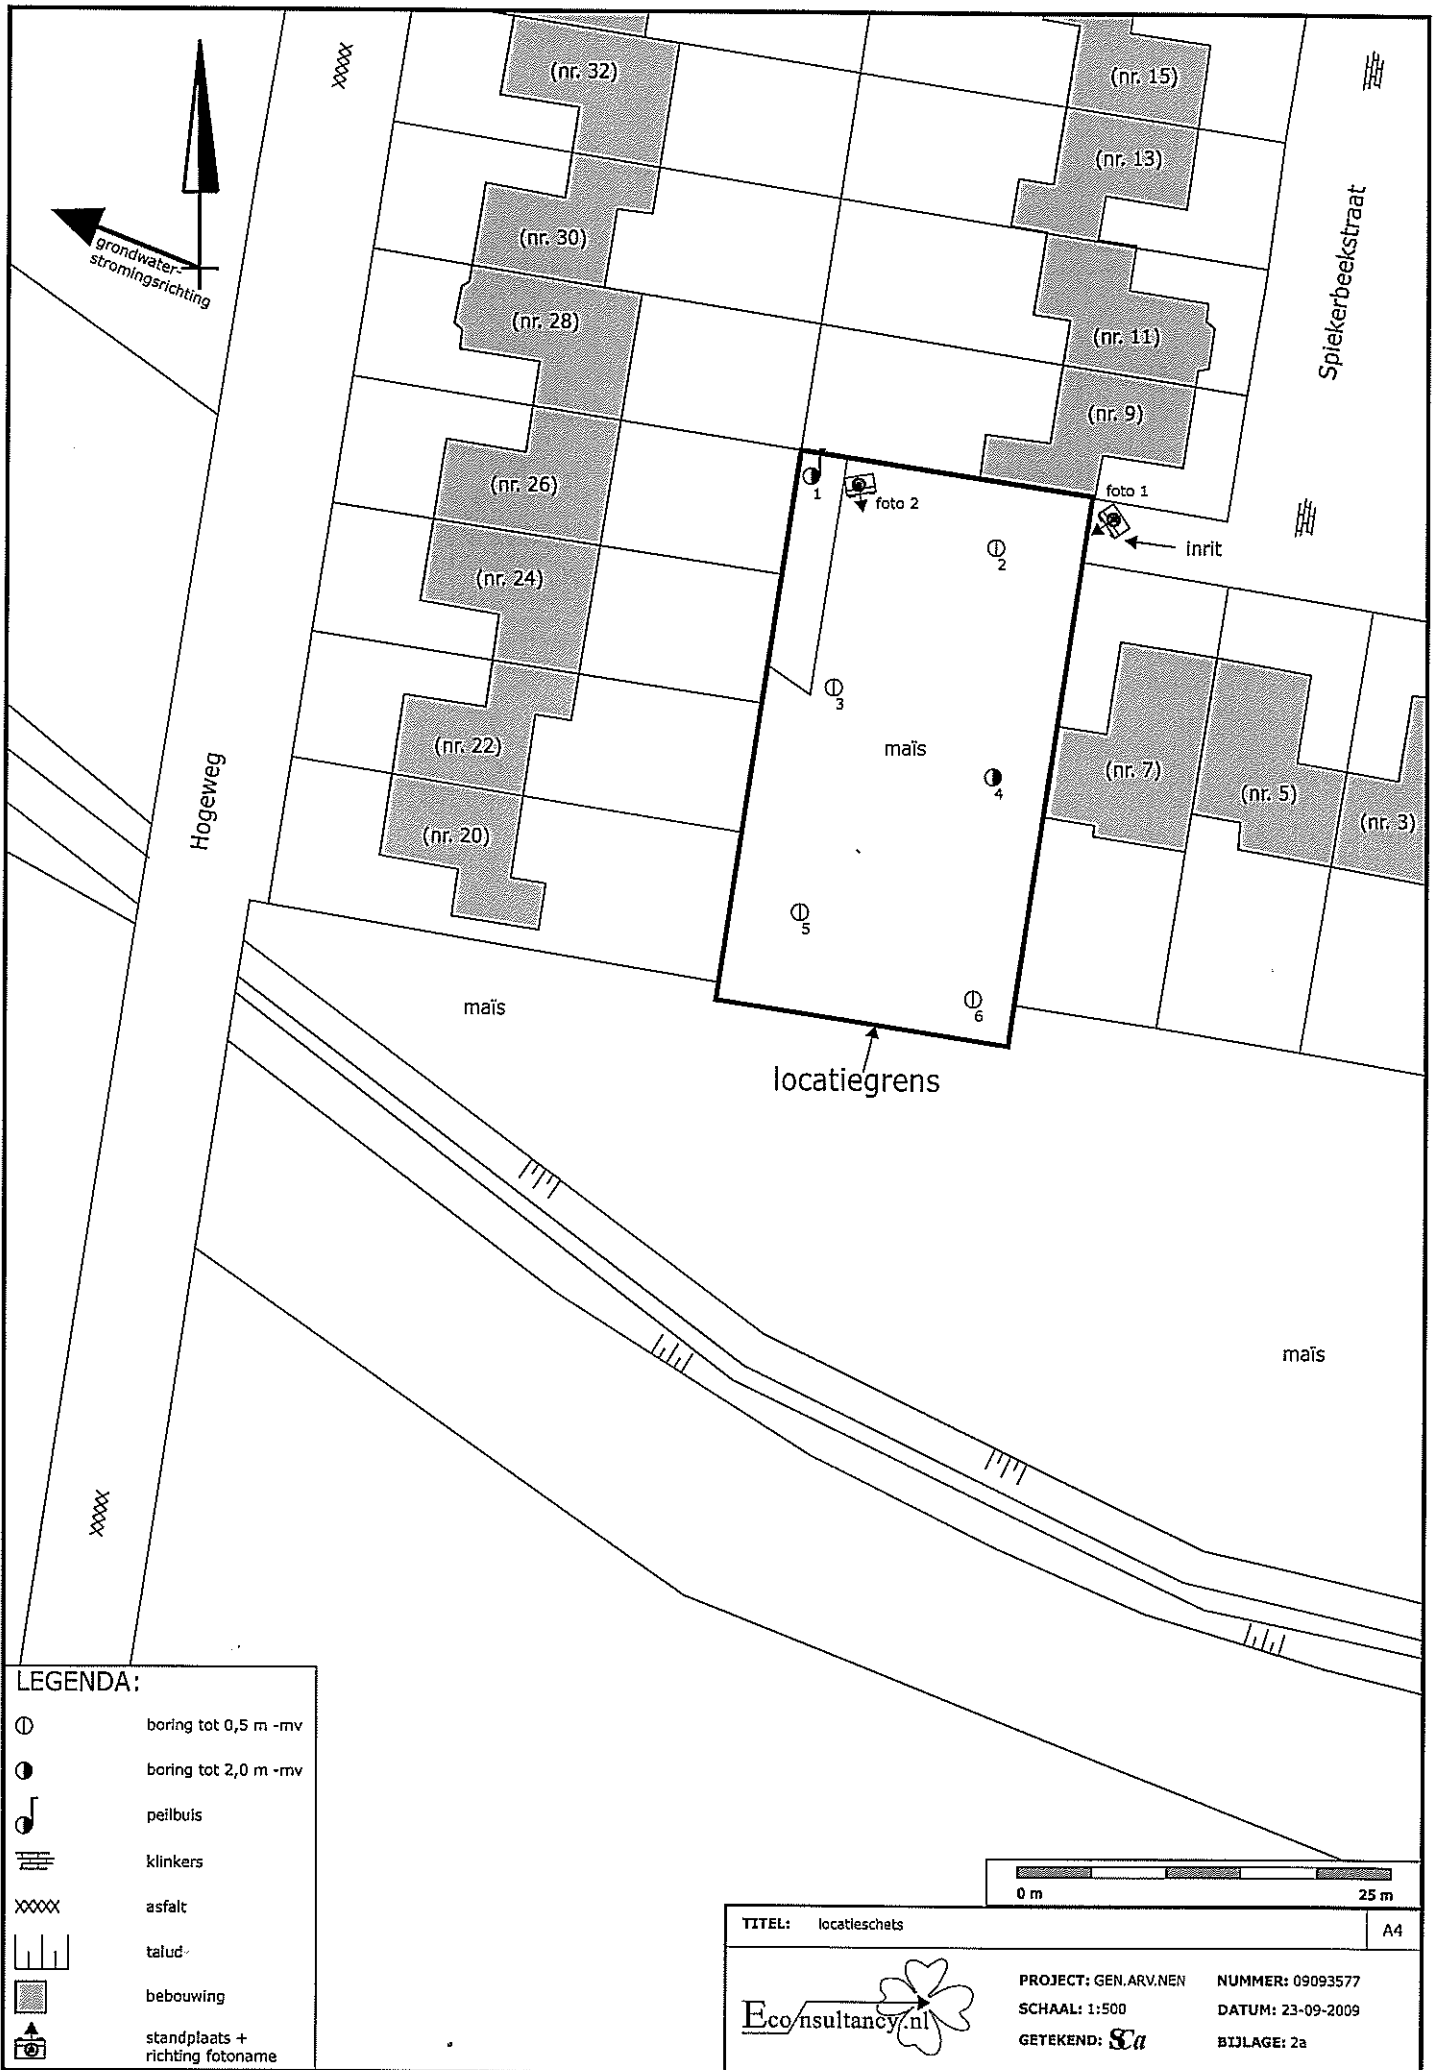 (nr. 32)
(nr. 15)
(nr. 13)
Spiekerbeekstraat
grondwater-
stromingsrichting
(nr. 30)
(nr. 28)
(nr. 11)
(nr. 9)
(nr. 26)
1
foto 2
foto 1
inrit
2
(nr. 24)
3
maïs
(nr. 22)
(nr. 7)
4
(nr. 5)
(nr. 3)
Hogeweg
(nr. 20)
5
6
maïs
locatiegrens
maïs
LEGENDA:
boring tot 0,5 m -mv
boring tot 2,0 m -mv
peilbuis
klinkers
asfalt
talud
bebouwing
standplaats +
richting fotoname
0 m 25 m
TITEL: locatieschets A4
Econsultancy.nl
PROJECT: GEN.ARV.NEN NUMMER: 09093577
SCHAAL: 1:500 DATUM: 23-09-2009
GETEKEND: SCa BIJLAGE: 2a